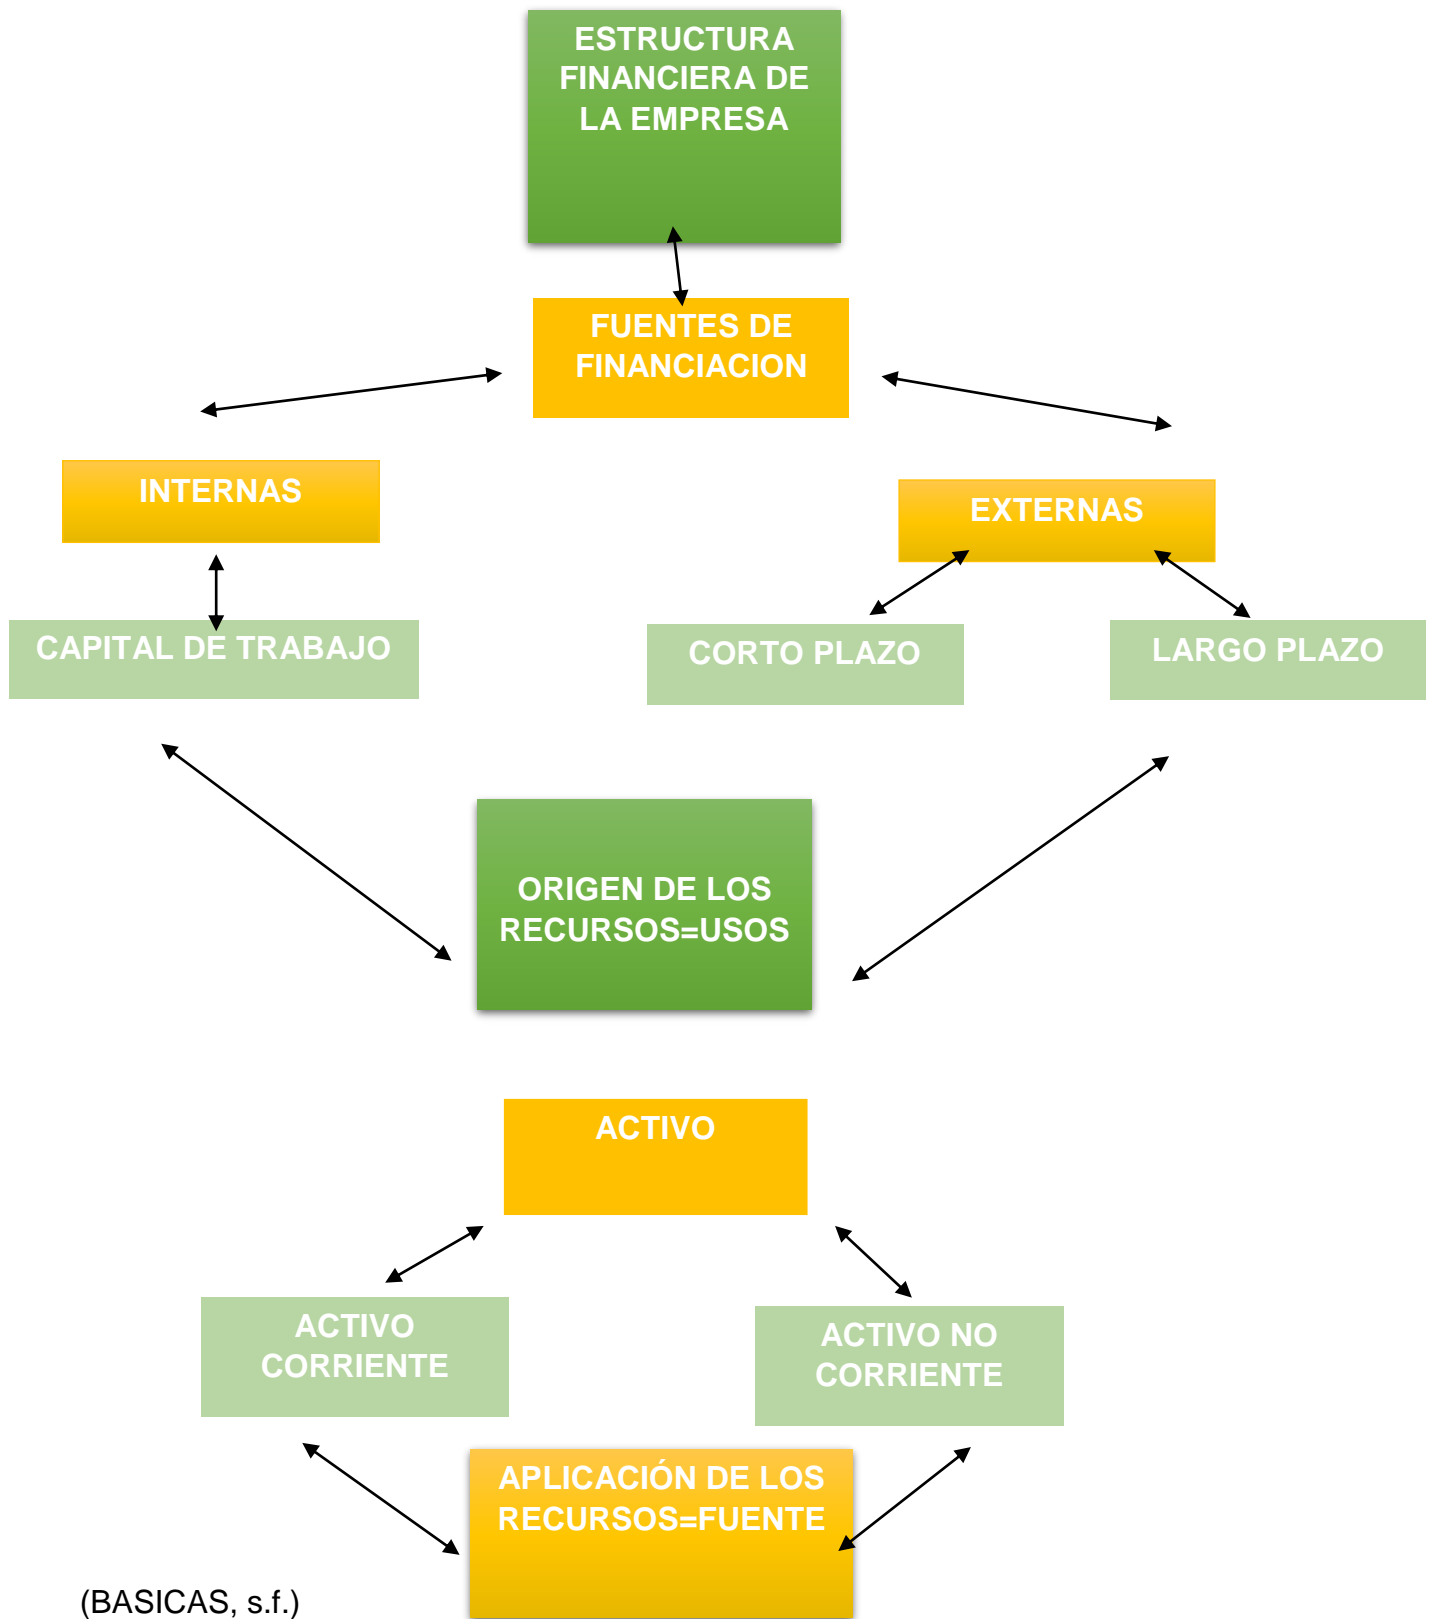 ESTRUCTURA
FINANCIERA DE
LA EMPRESA
FUENTES DE
FINANCIACION
INTERNAS
EXTERNAS
CAPITAL DE TRABAJO
CORTO PLAZO
LARGO PLAZO
ORIGEN DE LOS
RECURSOS=USOS
ACTIVO
ACTIVO
CORRIENTE
ACTIVO NO
CORRIENTE
APLICACIÓN DE LOS
RECURSOS=FUENTE
(BASICAS, s.f.)